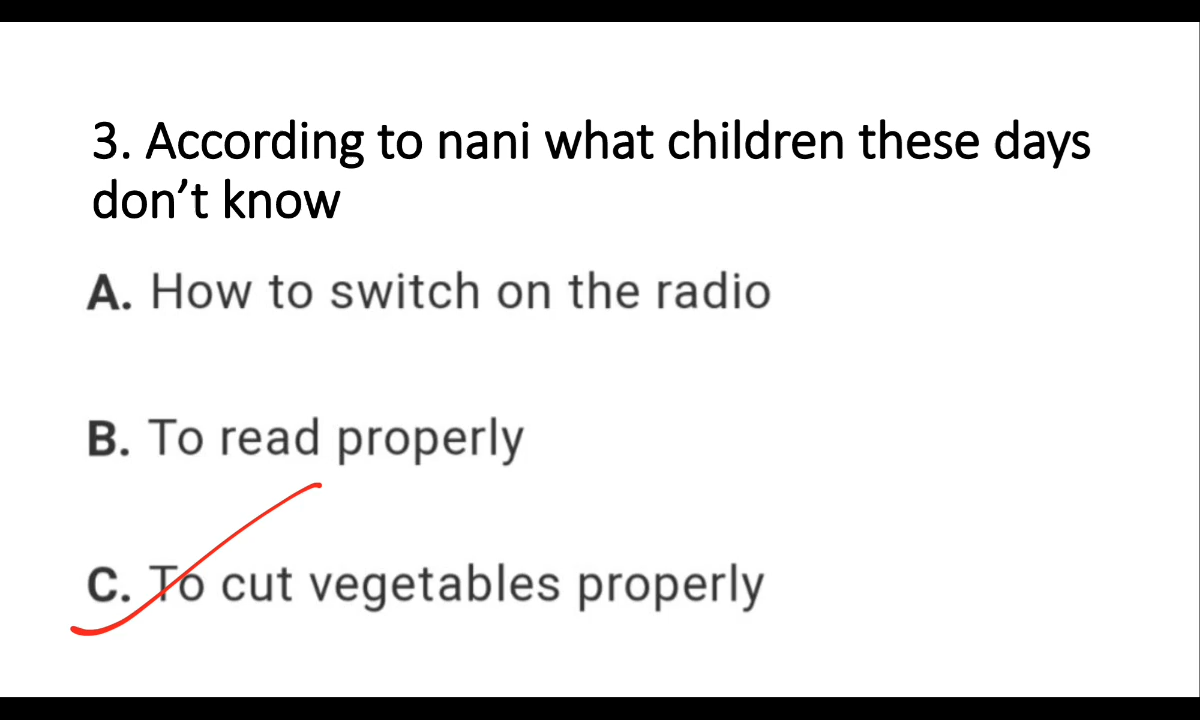 3. According to nani what children these days
don’t know
A. How to switch on the radio
B. To read properly
C. To cut vegetables properly